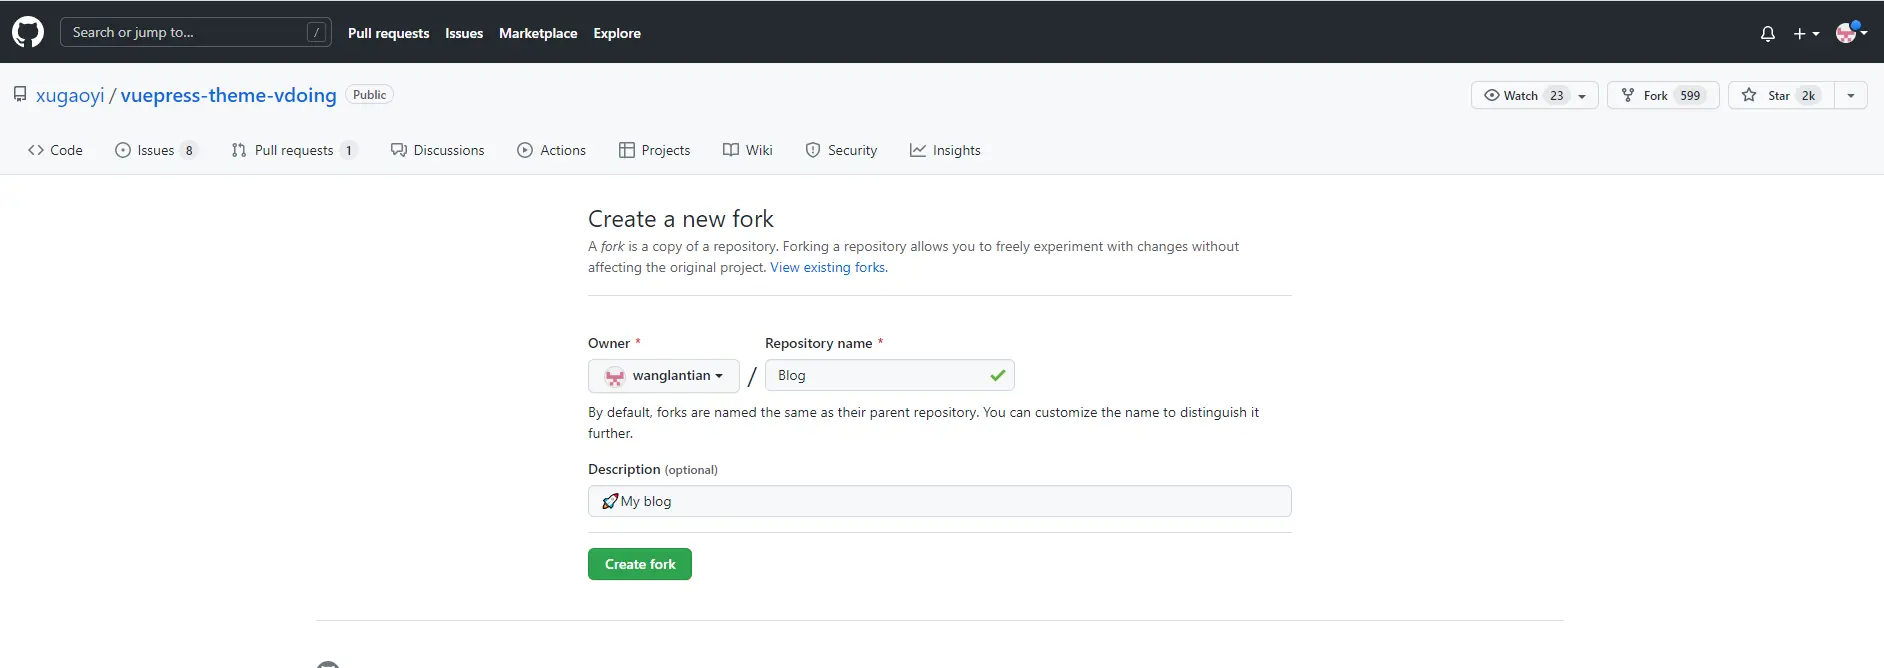 Search or jump to... /
Pull requests Issues Marketplace Explore
xugaoyi / vuepress-theme-vdoing Public
Watch 23 Fork 599 Star 2k
Code Issues 8 Pull requests 1 Discussions Actions Projects Wiki Security Insights
Create a new fork
A fork is a copy of a repository. Forking a repository allows you to freely experiment with changes without
affecting the original project. View existing forks.
Owner * Repository name *
wanglantian / Blog
By default, forks are named the same as their parent repository. You can customize the name to distinguish it
further.
Description (optional)
🚀My blog
Create fork